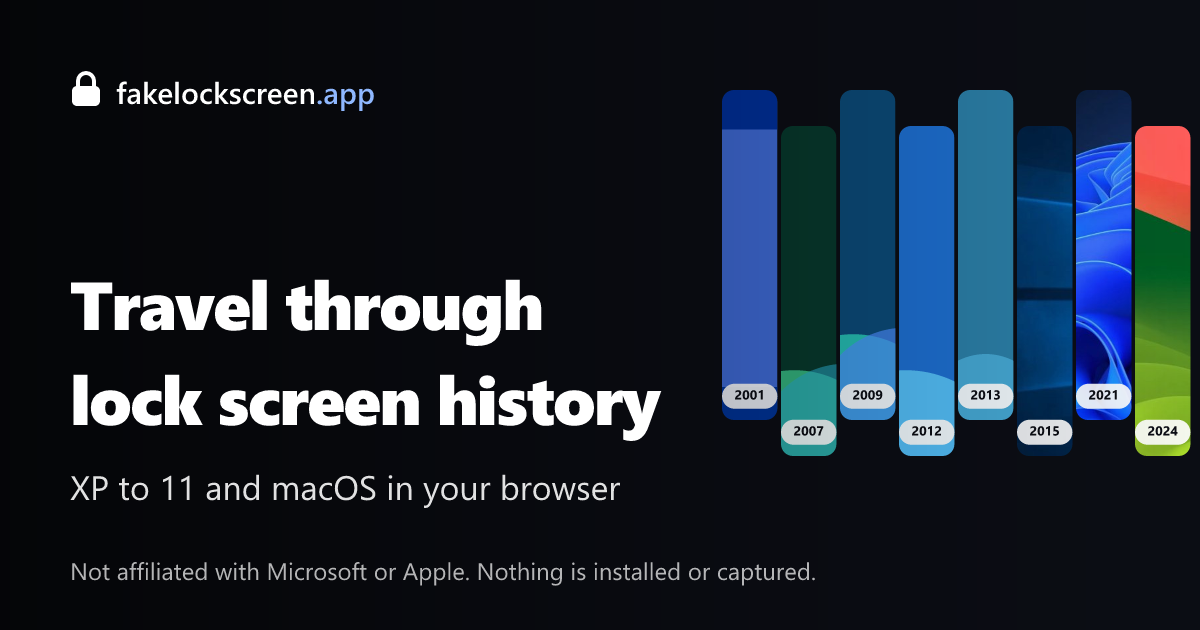 fakelockscreen.app
Travel through
lock screen history
XP to 11 and macOS in your browser
Not affiliated with Microsoft or Apple. Nothing is installed or captured.
2001
2007
2009
2012
2013
2015
2021
2024